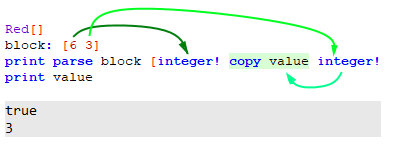 Red[]
block: [6 3]
print parse block [integer! copy value integer!
print value
true
3